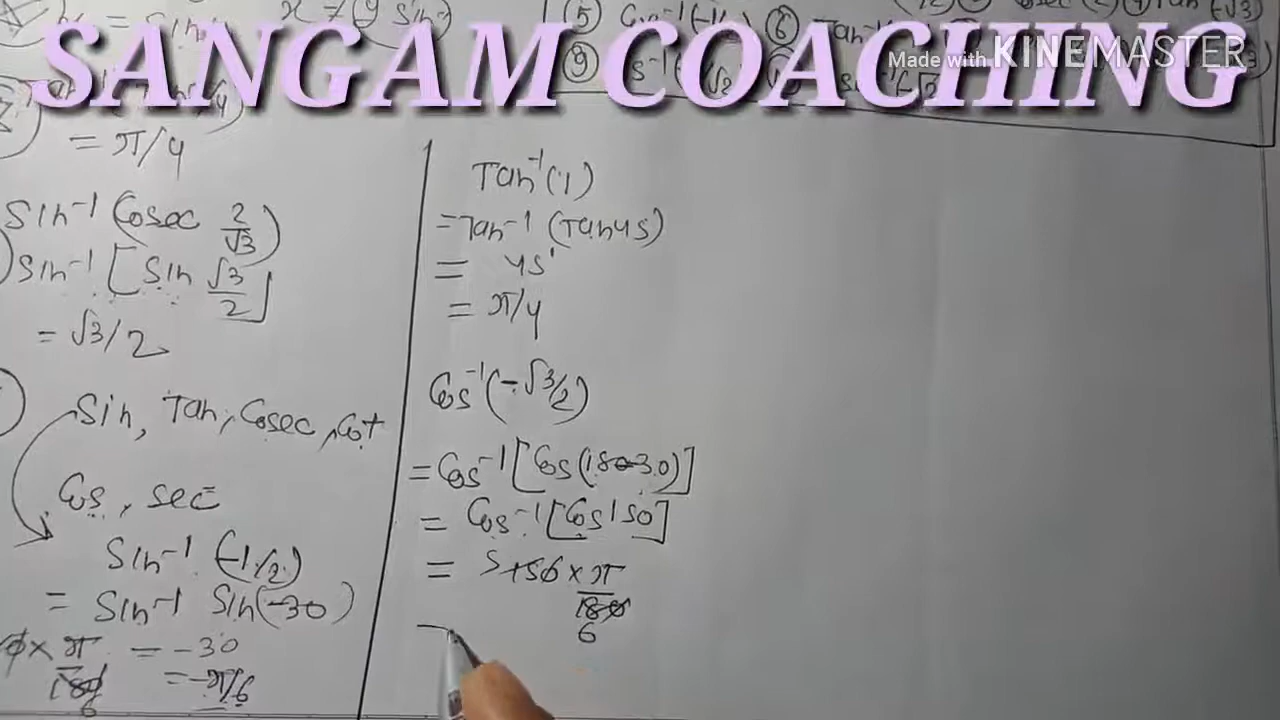 SANGAM COACHING
Made with KINEMASTER
= π/4
Sin⁻¹ (Cosec 2/√3)
Sin⁻¹ [Sin √3/2]
= √3/2
Sin, Tan, Cosec, Cot
Cos, sec
Sin⁻¹ (-1/2)
= Sin⁻¹ Sin(-30)
= -30
= -π/6
Tan⁻¹(1)
= Tan⁻¹ (Tan45)
= 45°
= π/4
Cos⁻¹(-√3/2)
= Cos⁻¹[Cos(180-30)]
= Cos⁻¹[Cos150]
= 5 150 × π/180
6